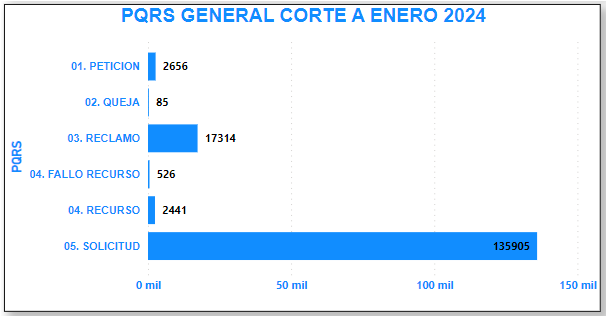 PQRS GENERAL CORTE A ENERO 2024
PQRS
01. PETICION 2656
02. QUEJA 85
03. RECLAMO 17314
04. FALLO RECURSO 526
04. RECURSO 2441
05. SOLICITUD 135905
0 mil 50 mil 100 mil 150 mil